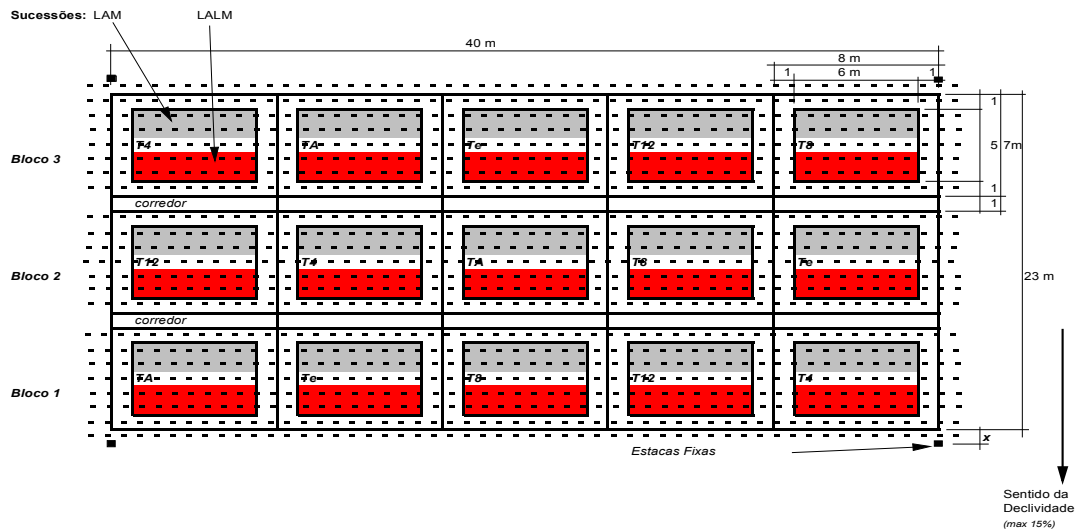 Sucessões: LAM LALM
40 m
8 m
1 6 m 1
1
T4 TA Te T12 T8
Bloco 3
5 7m
1
corredor
1
T12 T4 TA T8 Te
Bloco 2
23 m
corredor
TA Te T8 T12 T4
Bloco 1
x
Estacas Fixas
Sentido da
Declividade
(max 15%)